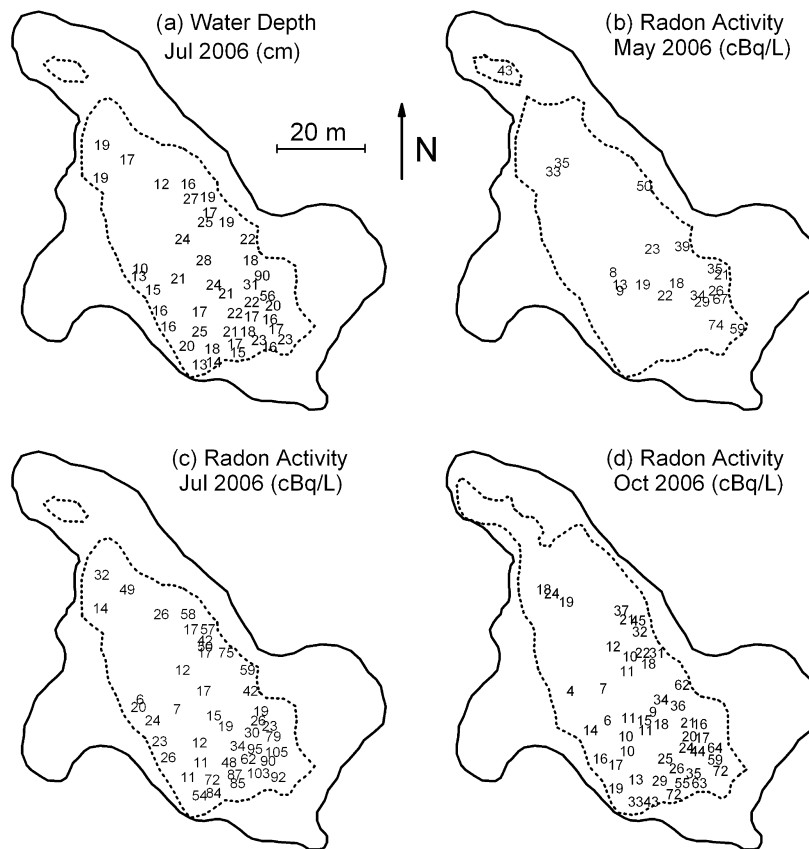 (a) Water Depth
Jul 2006 (cm)
20 m
N
19
17
19
12 16
27 19
17
25 19
24 22
28 18
10
13 21 90
24 31
15 21 56
22 20
16 17 22 17 16
16 25 21 18 17
20 18 17 23 23
15 16
13 14
(b) Radon Activity
May 2006 (cBq/L)
43
35
33
50
23 39
8 35
21
13 19 18
9 22 34 26
29 67
74 59
(c) Radon Activity
Jul 2006 (cBq/L)
32
49
14
26 58
17 57
42
17 75
12 59
17 42
6
20 7 19
24 15 26
19 23
30
23 12 34 79
95 105
26 11 48 62 90
11 72 87 103 92
85
54 84
(d) Radon Activity
Oct 2006 (cBq/L)
18
24
19
37
21 45
32
12
10 22 31
18
11
4 7 62
34 36
9
6 11 15 18 21 16
14 11
10 20 17
10 24 44 64
16 17 25 59
26 35 72
13 29
19 55 63
33 43 72